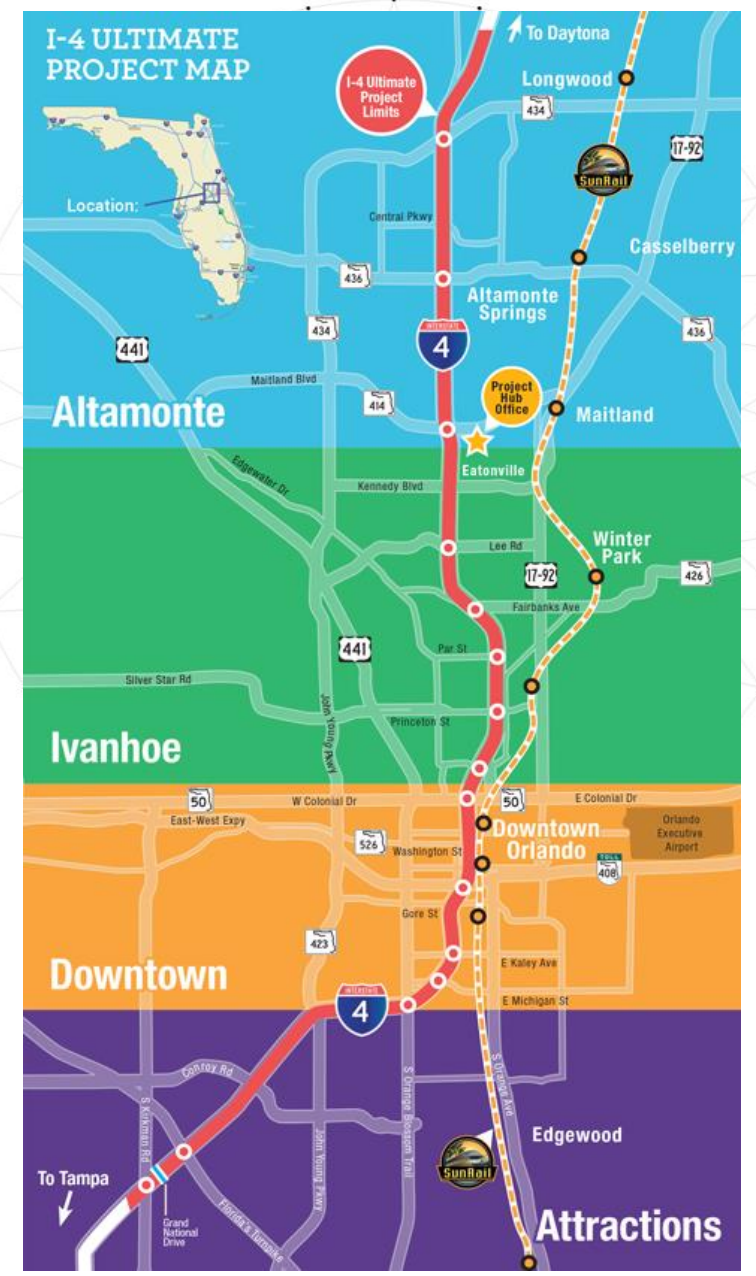 I-4 ULTIMATE
PROJECT MAP
To Daytona
I-4 Ultimate
Project
Limits
Longwood
434
17-92
SunRail
Location:
Central Pkwy
Casselberry
436
Altamonte
Springs
434
INTERSTATE
4
436
441
Maitland Blvd
414
Project
Hub
Office
Altamonte
Maitland
Eatonville
Edgewater Dr
Kennedy Blvd
Lee Rd
Winter
Park
17-92
426
Fairbanks Ave
441
Par St
Silver Star Rd
John Young Pkwy
Princeton St
Ivanhoe
50
W Colonial Dr
50
E Colonial Dr
East-West Expy
526
Washington St
Downtown
Orlando
Orlando
Executive
Airport
TOLL
408
Gore St
423
E Kaley Ave
Downtown
INTERSTATE
4
E Michigan St
Conroy Rd
S Kirkman Rd
John Young Pkwy
S Orange Blossom Trail
S Orange Ave
Edgewood
SunRail
To Tampa
Grand
National
Drive
Florida's Turnpike
Attractions